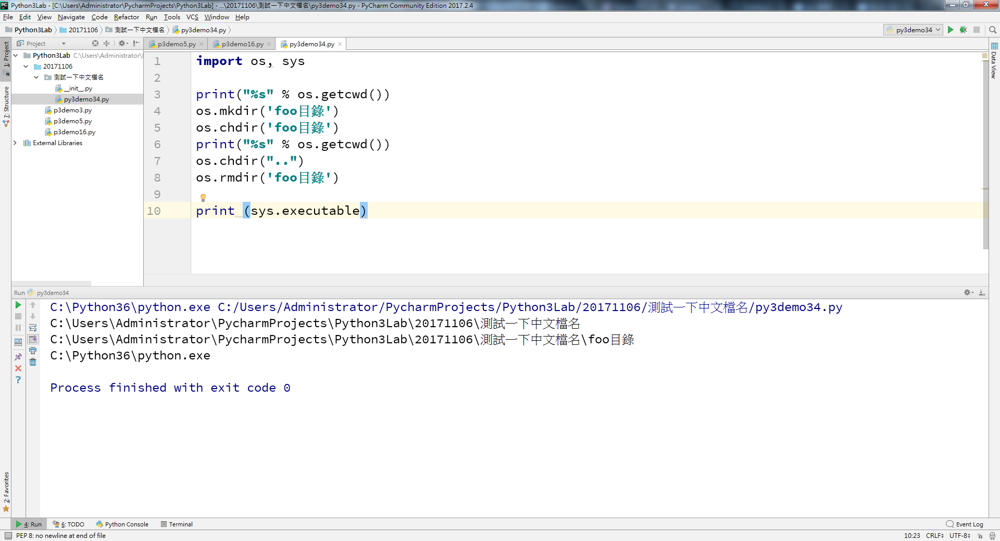 Python3Lab - [C:\Users\Administrator\PycharmProjects\Python3Lab] - ...\20171106\測試一下中文檔名\py3demo34.py - PyCharm Community Edition 2017.2.4
File Edit View Navigate Code Refactor Run Tools VCS Window Help
Python3Lab 20171106 測試一下中文檔名 py3demo34.py
py3demo34
Project
p3demo5.py p3demo16.py py3demo34.py
1: Project
7: Structure
2: Favorites
Data View
Python3Lab C:\Users\Administrator\
20171106
測試一下中文檔名
__init__.py
py3demo34.py
p3demo3.py
p3demo5.py
p3demo16.py
External Libraries
1 import os, sys
2
3 print("%s" % os.getcwd())
4 os.mkdir('foo目錄')
5 os.chdir('foo目錄')
6 print("%s" % os.getcwd())
7 os.chdir("..")
8 os.rmdir('foo目錄')
9
10 print (sys.executable)
Run py3demo34
C:\Python36\python.exe C:/Users/Administrator/PycharmProjects/Python3Lab/20171106/測試一下中文檔名/py3demo34.py
C:\Users\Administrator\PycharmProjects\Python3Lab\20171106\測試一下中文檔名
C:\Users\Administrator\PycharmProjects\Python3Lab\20171106\測試一下中文檔名\foo目錄
C:\Python36\python.exe
Process finished with exit code 0
4: Run 6: TODO Python Console Terminal Event Log
PEP 8: no newline at end of file 10:23 CRLF UTF-8